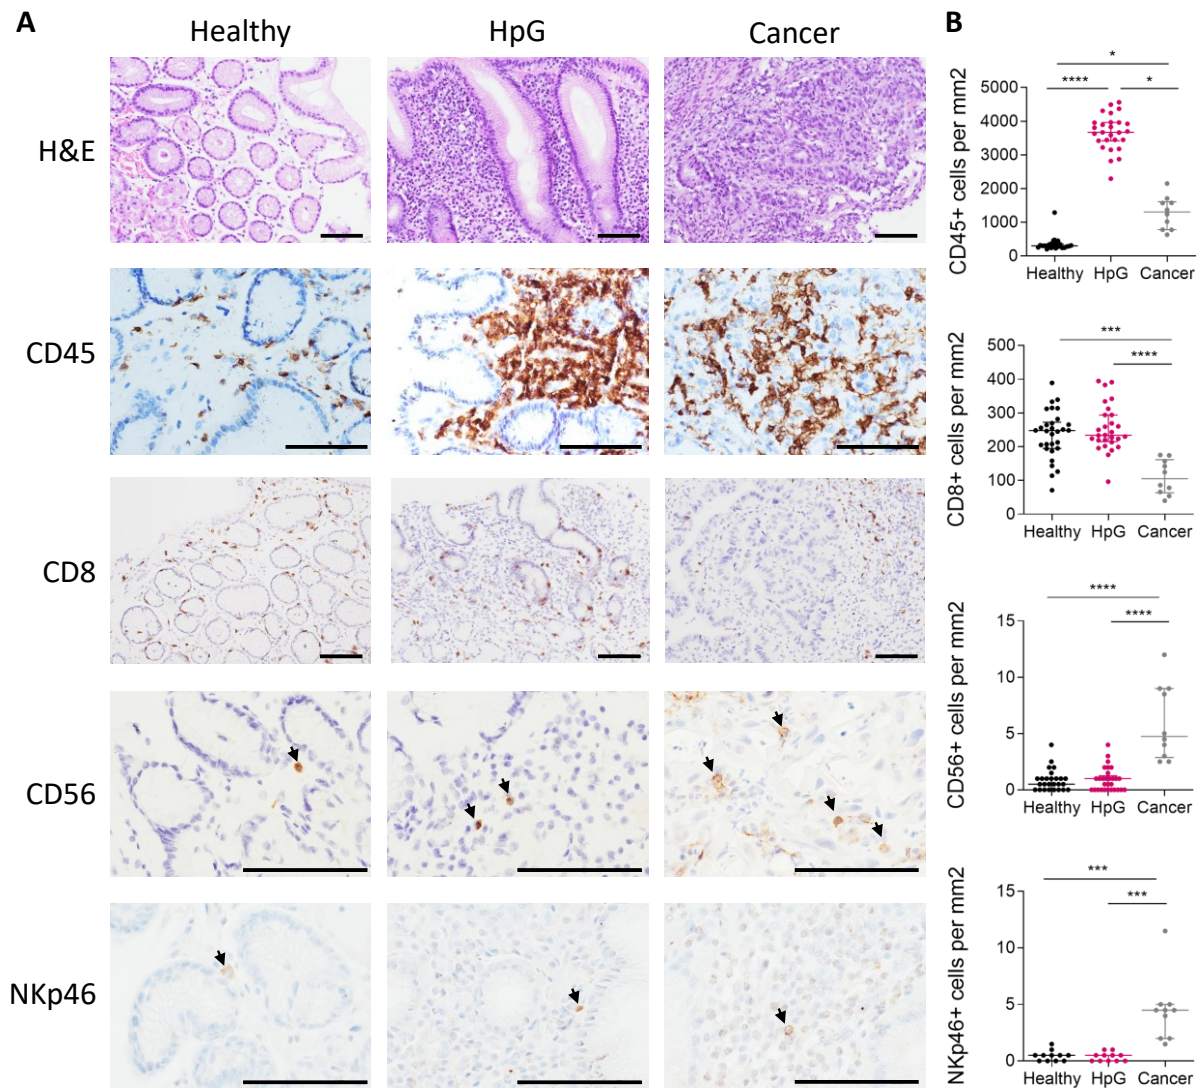 A
Healthy
HpG
Cancer
H&E
CD45
CD8
CD56
NKp46
B
CD45+ cells per mm2
*
****
*
5000
4000
3000
2000
1000
0
Healthy
HpG
Cancer
CD8+ cells per mm2
***
****
500
400
300
200
100
0
Healthy
HpG
Cancer
CD56+ cells per mm2
****
****
15
10
5
0
Healthy
HpG
Cancer
NKp46+ cells per mm2
***
***
15
10
5
0
Healthy
HpG
Cancer